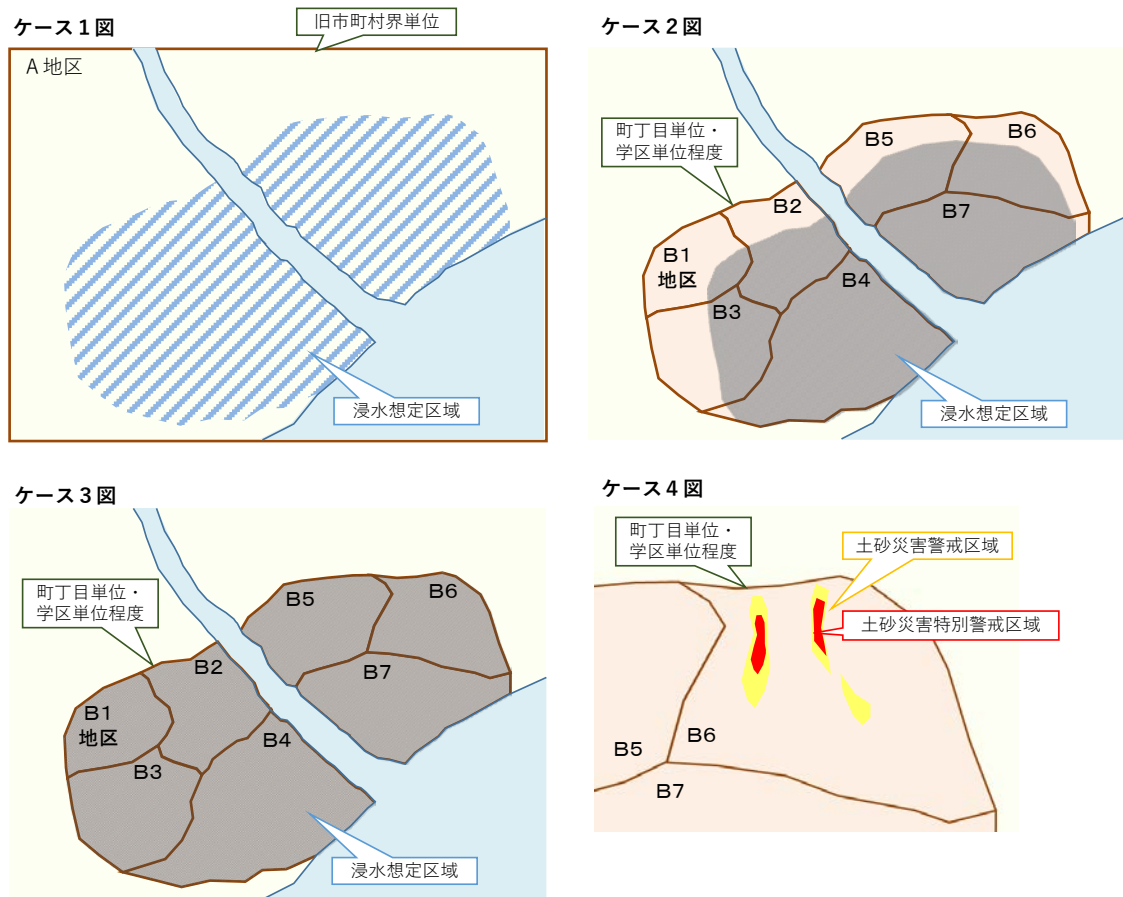 ケース１図
旧市町村界単位
Ａ地区
浸水想定区域
ケース２図
町丁目単位・
学区単位程度
B5
B6
B2
B7
B1
地区
B4
B3
浸水想定区域
ケース３図
町丁目単位・
学区単位程度
B5
B6
B2
B7
B1
地区
B4
B3
浸水想定区域
ケース４図
町丁目単位・
学区単位程度
土砂災害警戒区域
土砂災害特別警戒区域
B5
B6
B7